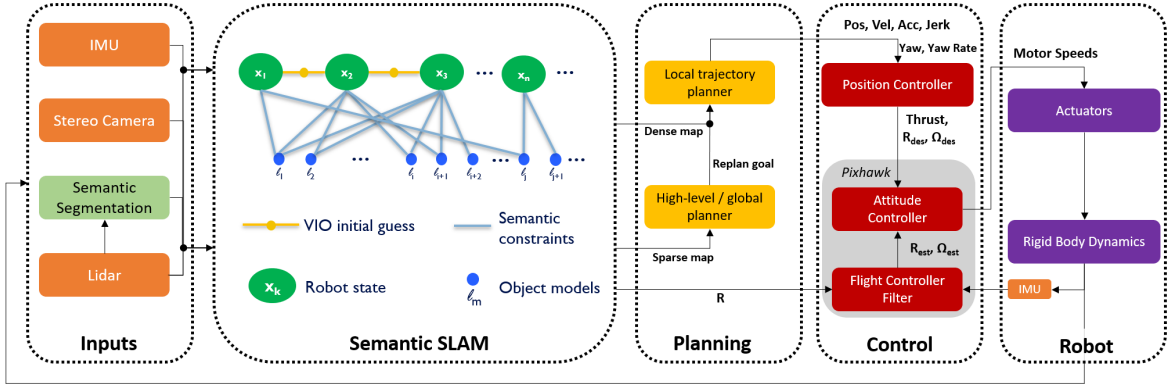 IMU
Stereo Camera
Semantic
Segmentation
Lidar
Inputs
x1
x2
x3
...
xn
...
ℓ1
ℓ2
...
ℓi
ℓi+1
ℓi+2
...
ℓj
ℓj+1
...
VIO initial guess
Semantic
constraints
xk
Robot state
ℓm
Object models
Semantic SLAM
Local trajectory
planner
Dense map
Replan goal
High-level / global
planner
Sparse map
R
Planning
Pos, Vel, Acc, Jerk
Yaw, Yaw Rate
Position Controller
Thrust,
Rdes, Ωdes
Pixhawk
Attitude
Controller
Rest, Ωest
Flight Controller
Filter
Control
Motor Speeds
Actuators
Rigid Body Dynamics
IMU
Robot